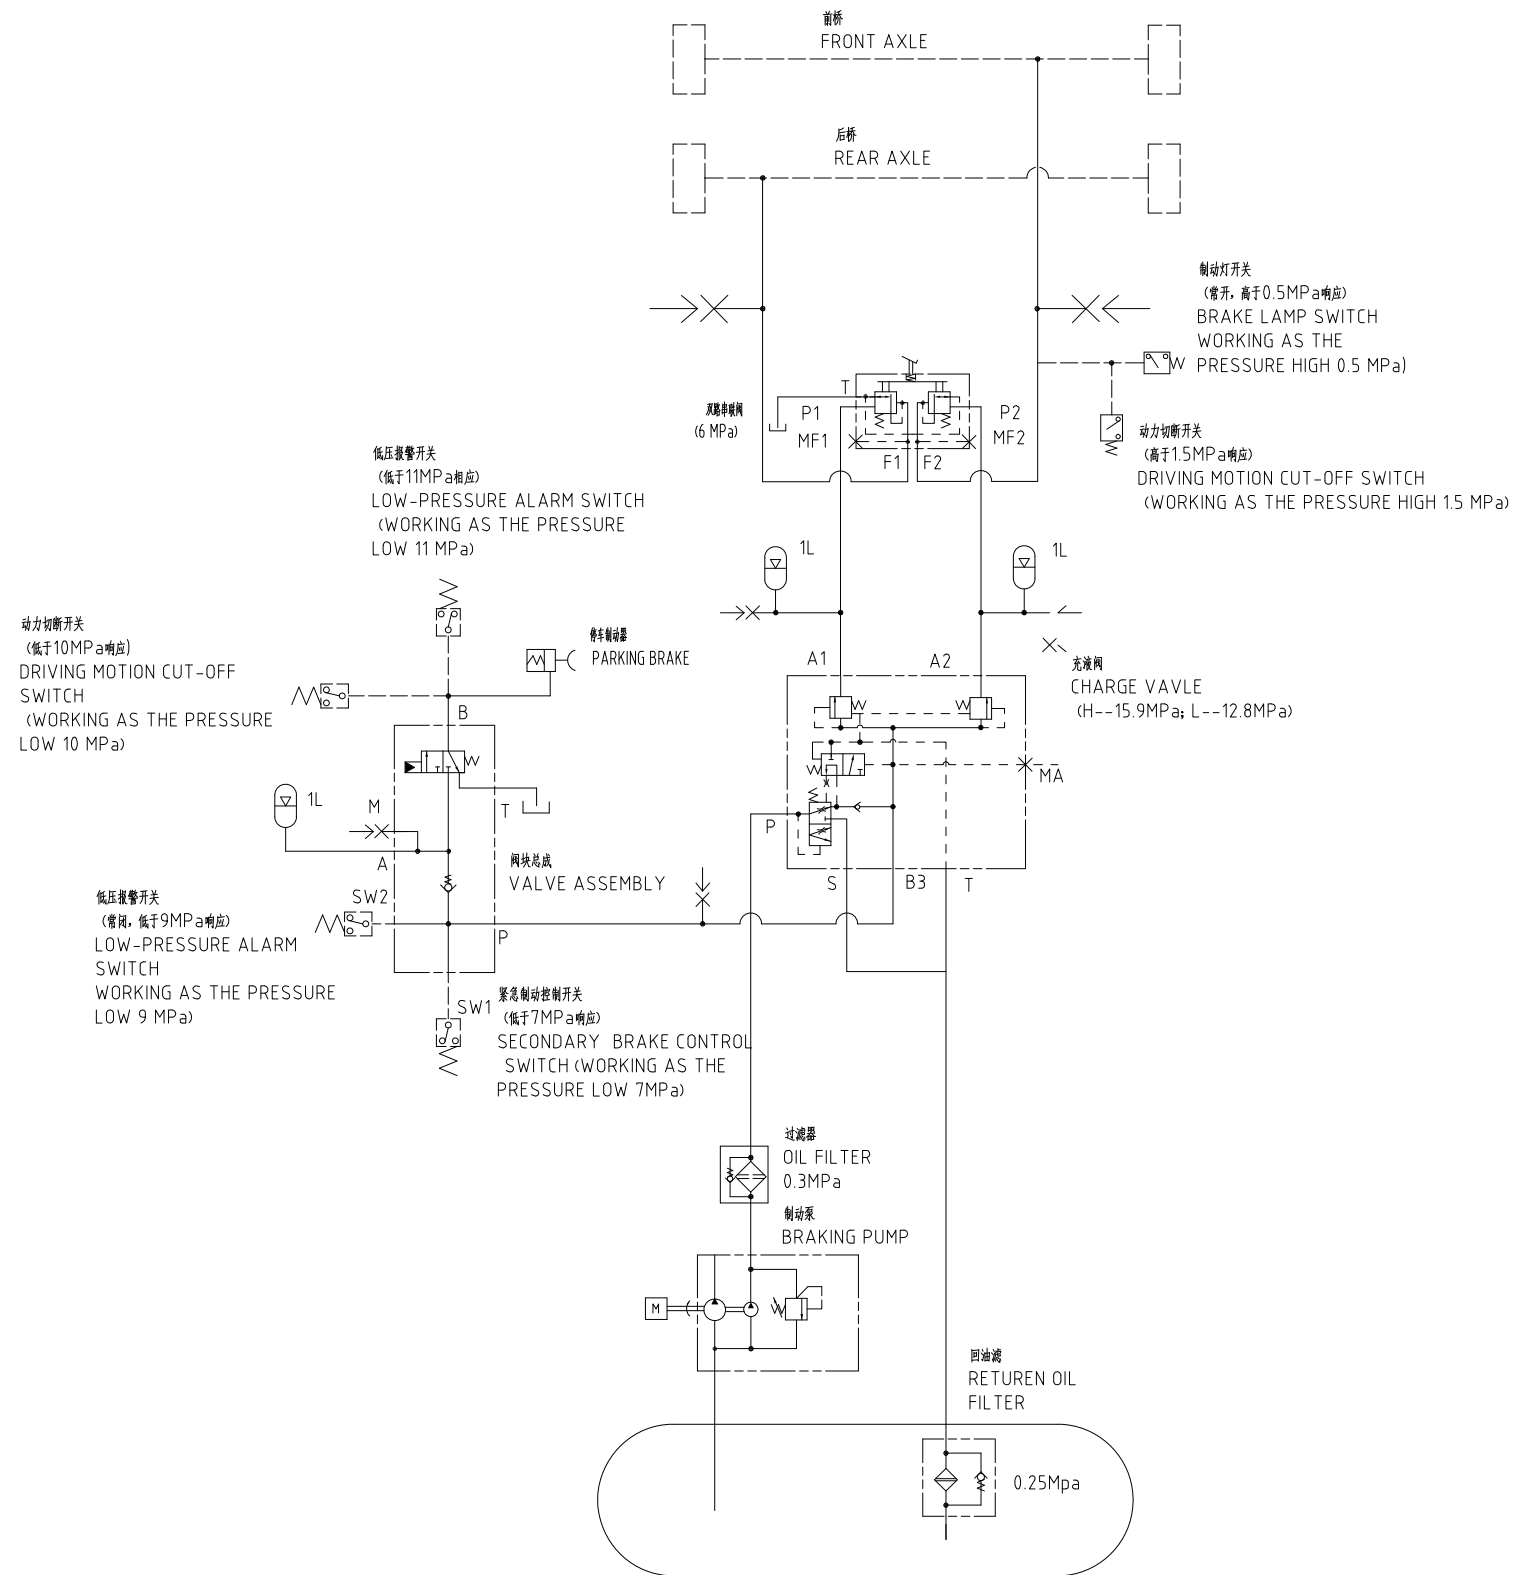 前桥
FRONT AXLE
后桥
REAR AXLE
制动灯开关
(常开, 高于0.5MPa响应)
BRAKE LAMP SWITCH
WORKING AS THE
PRESSURE HIGH 0.5 MPa)
T
双路串联阀
(6 MPa)
P1
MF1
P2
MF2
F1
F2
动力切断开关
(高于1.5MPa响应)
DRIVING MOTION CUT-OFF SWITCH
(WORKING AS THE PRESSURE HIGH 1.5 MPa)
低压报警开关
(低于11MPa相应)
LOW-PRESSURE ALARM SWITCH
(WORKING AS THE PRESSURE
LOW 11 MPa)
1L
1L
动力切断开关
(低于10MPa响应)
DRIVING MOTION CUT-OFF
SWITCH
(WORKING AS THE PRESSURE
LOW 10 MPa)
停车制动器
PARKING BRAKE
A1
A2
充液阀
CHARGE VAVLE
(H--15.9MPa; L--12.8MPa)
B
1L
M
T
A
MA
P
阀块总成
VALVE ASSEMBLY
S
B3
T
低压报警开关
(常闭, 低于9MPa响应)
LOW-PRESSURE ALARM
SWITCH
WORKING AS THE PRESSURE
LOW 9 MPa)
SW2
P
SW1
紧急制动控制开关
(低于7MPa响应)
SECONDARY BRAKE CONTROL
SWITCH (WORKING AS THE
PRESSURE LOW 7MPa)
过滤器
OIL FILTER
0.3MPa
制动泵
BRAKING PUMP
M
回油滤
RETUREN OIL
FILTER
0.25Mpa